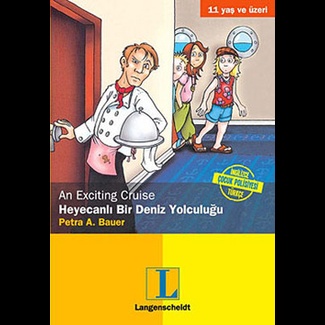 11 yaş ve üzeri
An Exciting Cruise
Heyecanlı Bir Deniz Yolculuğu
Petra A. Bauer
İNGİLİZCE
ÇOCUK POLİSİYESİ
TÜRKÇE
L
Langenscheidt